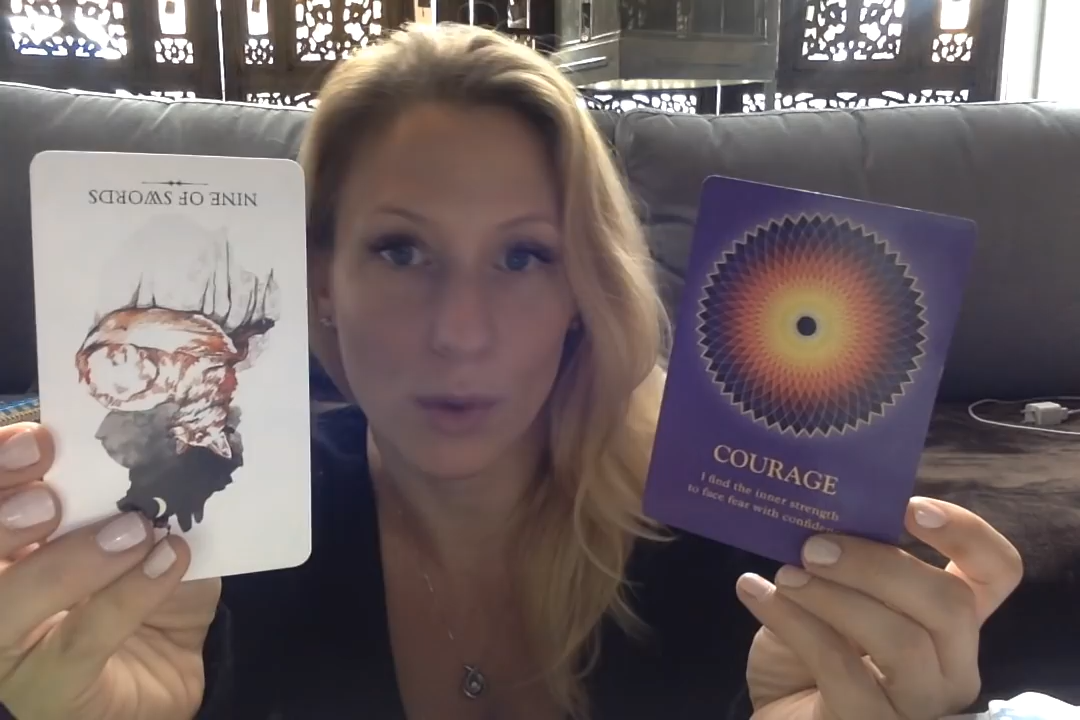 NINE OF SWORDS
COURAGE
I find the inner strength
to face fear with